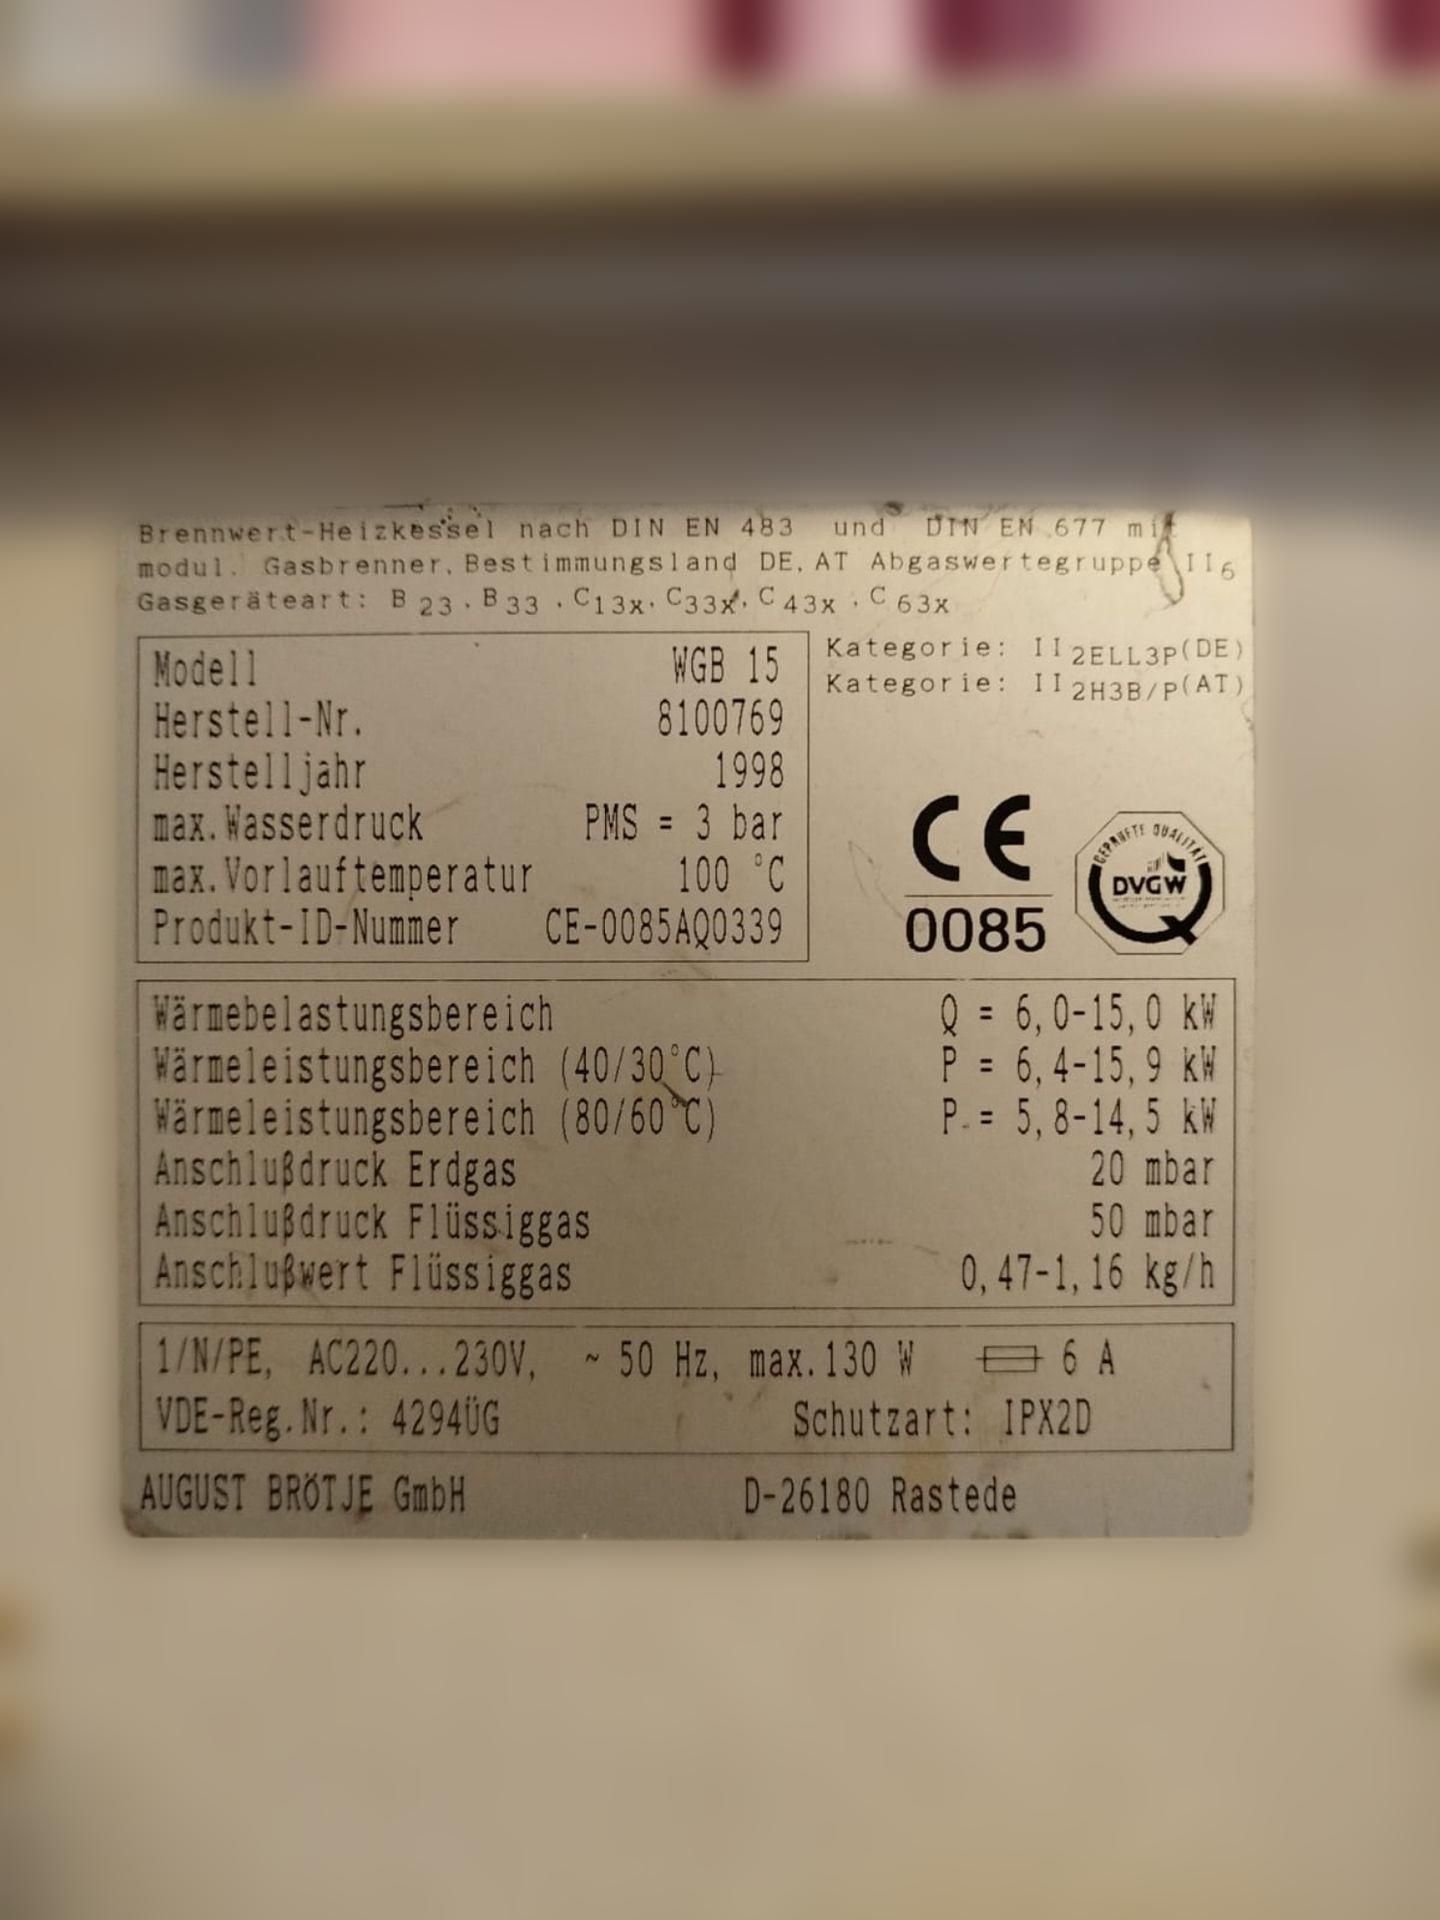 Brennwert-Heizkessel nach DIN EN 483 und DIN EN 677 mit
modul. Gasbrenner, Bestimmungsland DE, AT Abgaswertegruppe II6
Gasgeräteart: B23, B33, C13x, C33x, C43x, C63x
Modell WGB 15
Herstell-Nr. 8100769
Herstelljahr 1998
max.Wasserdruck PMS = 3 bar
max.Vorlauftemperatur 100 °C
Produkt-ID-Nummer CE-0085AQ0339
Kategorie: II2ELL3P(DE)
Kategorie: II2H3B/P(AT)
CE
0085
GEPRÜFTE QUALITÄT
DVGW
Wärmebelastungsbereich Q = 6,0-15,0 kW
Wärmeleistungsbereich (40/30°C) P = 6,4-15,9 kW
Wärmeleistungsbereich (80/60°C) P = 5,8-14,5 kW
Anschlußdruck Erdgas 20 mbar
Anschlußdruck Flüssiggas 50 mbar
Anschlußwert Flüssiggas 0,47-1,16 kg/h
1/N/PE, AC220...230V, ~ 50 Hz, max.130 W 6 A
VDE-Reg.Nr.: 4294ÜG Schutzart: IPX2D
AUGUST BRÖTJE GmbH D-26180 Rastede